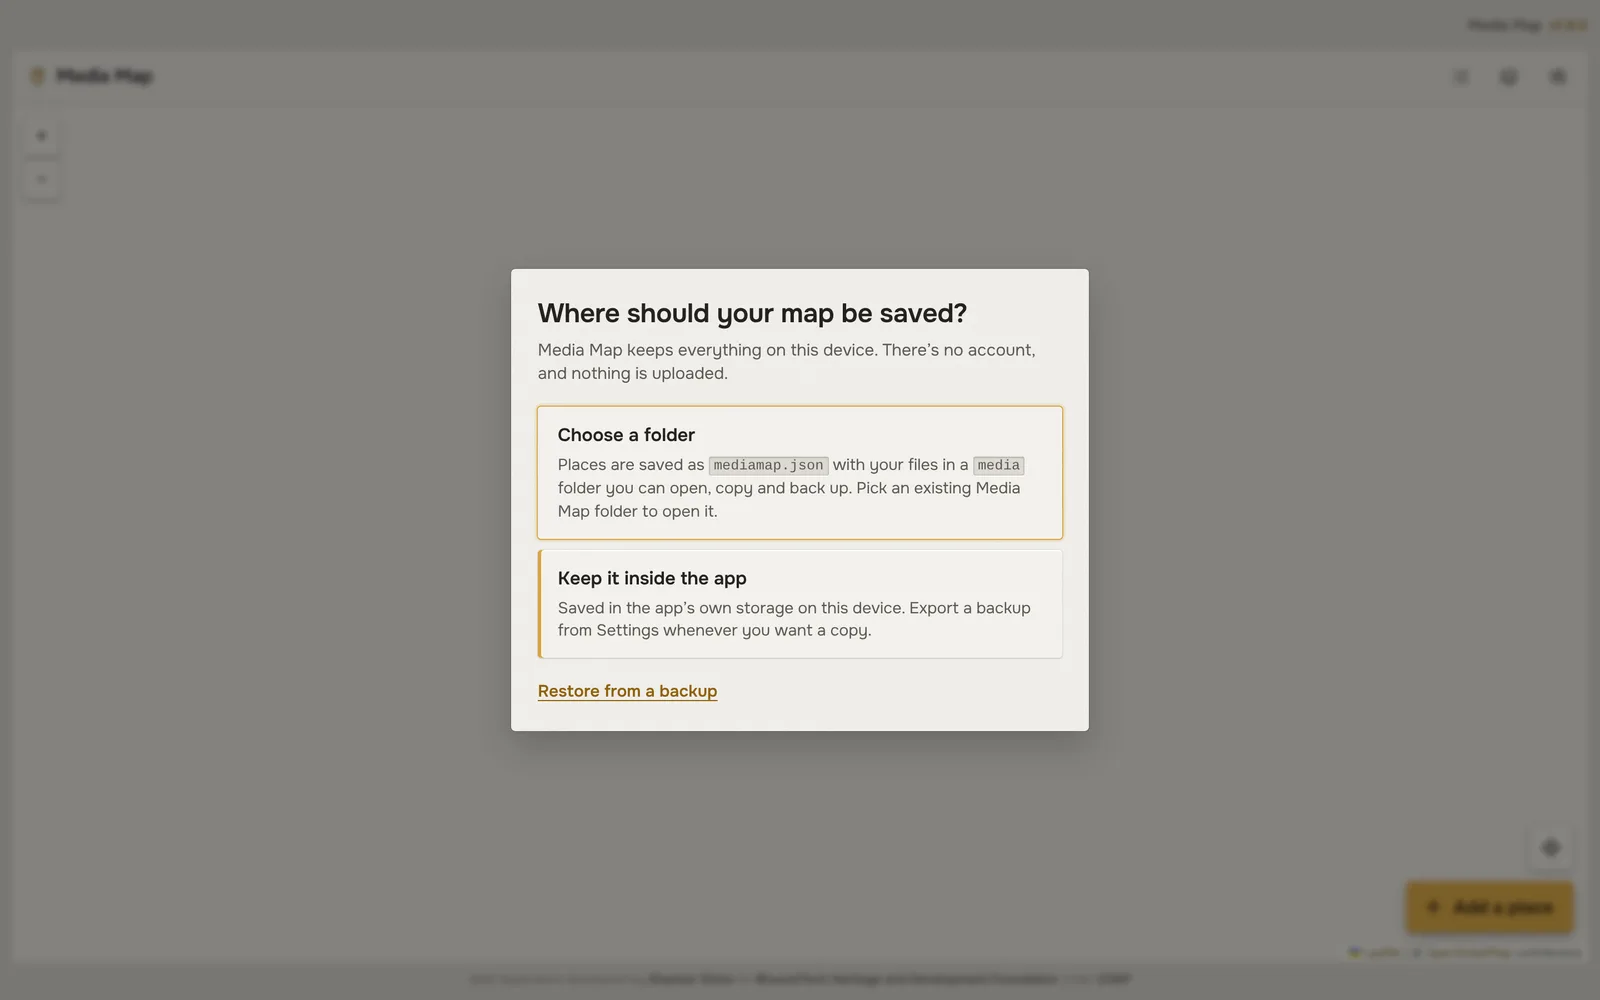 Media Map
Media Map
Where should your map be saved?
Media Map keeps everything on this device. There’s no account,
and nothing is uploaded.
Choose a folder
Places are saved as mediamap.json with your files in a media
folder you can open, copy and back up. Pick an existing Media
Map folder to open it.
Keep it inside the app
Saved in the app’s own storage on this device. Export a backup
from Settings whenever you want a copy.
Restore from a backup
+ Add a place